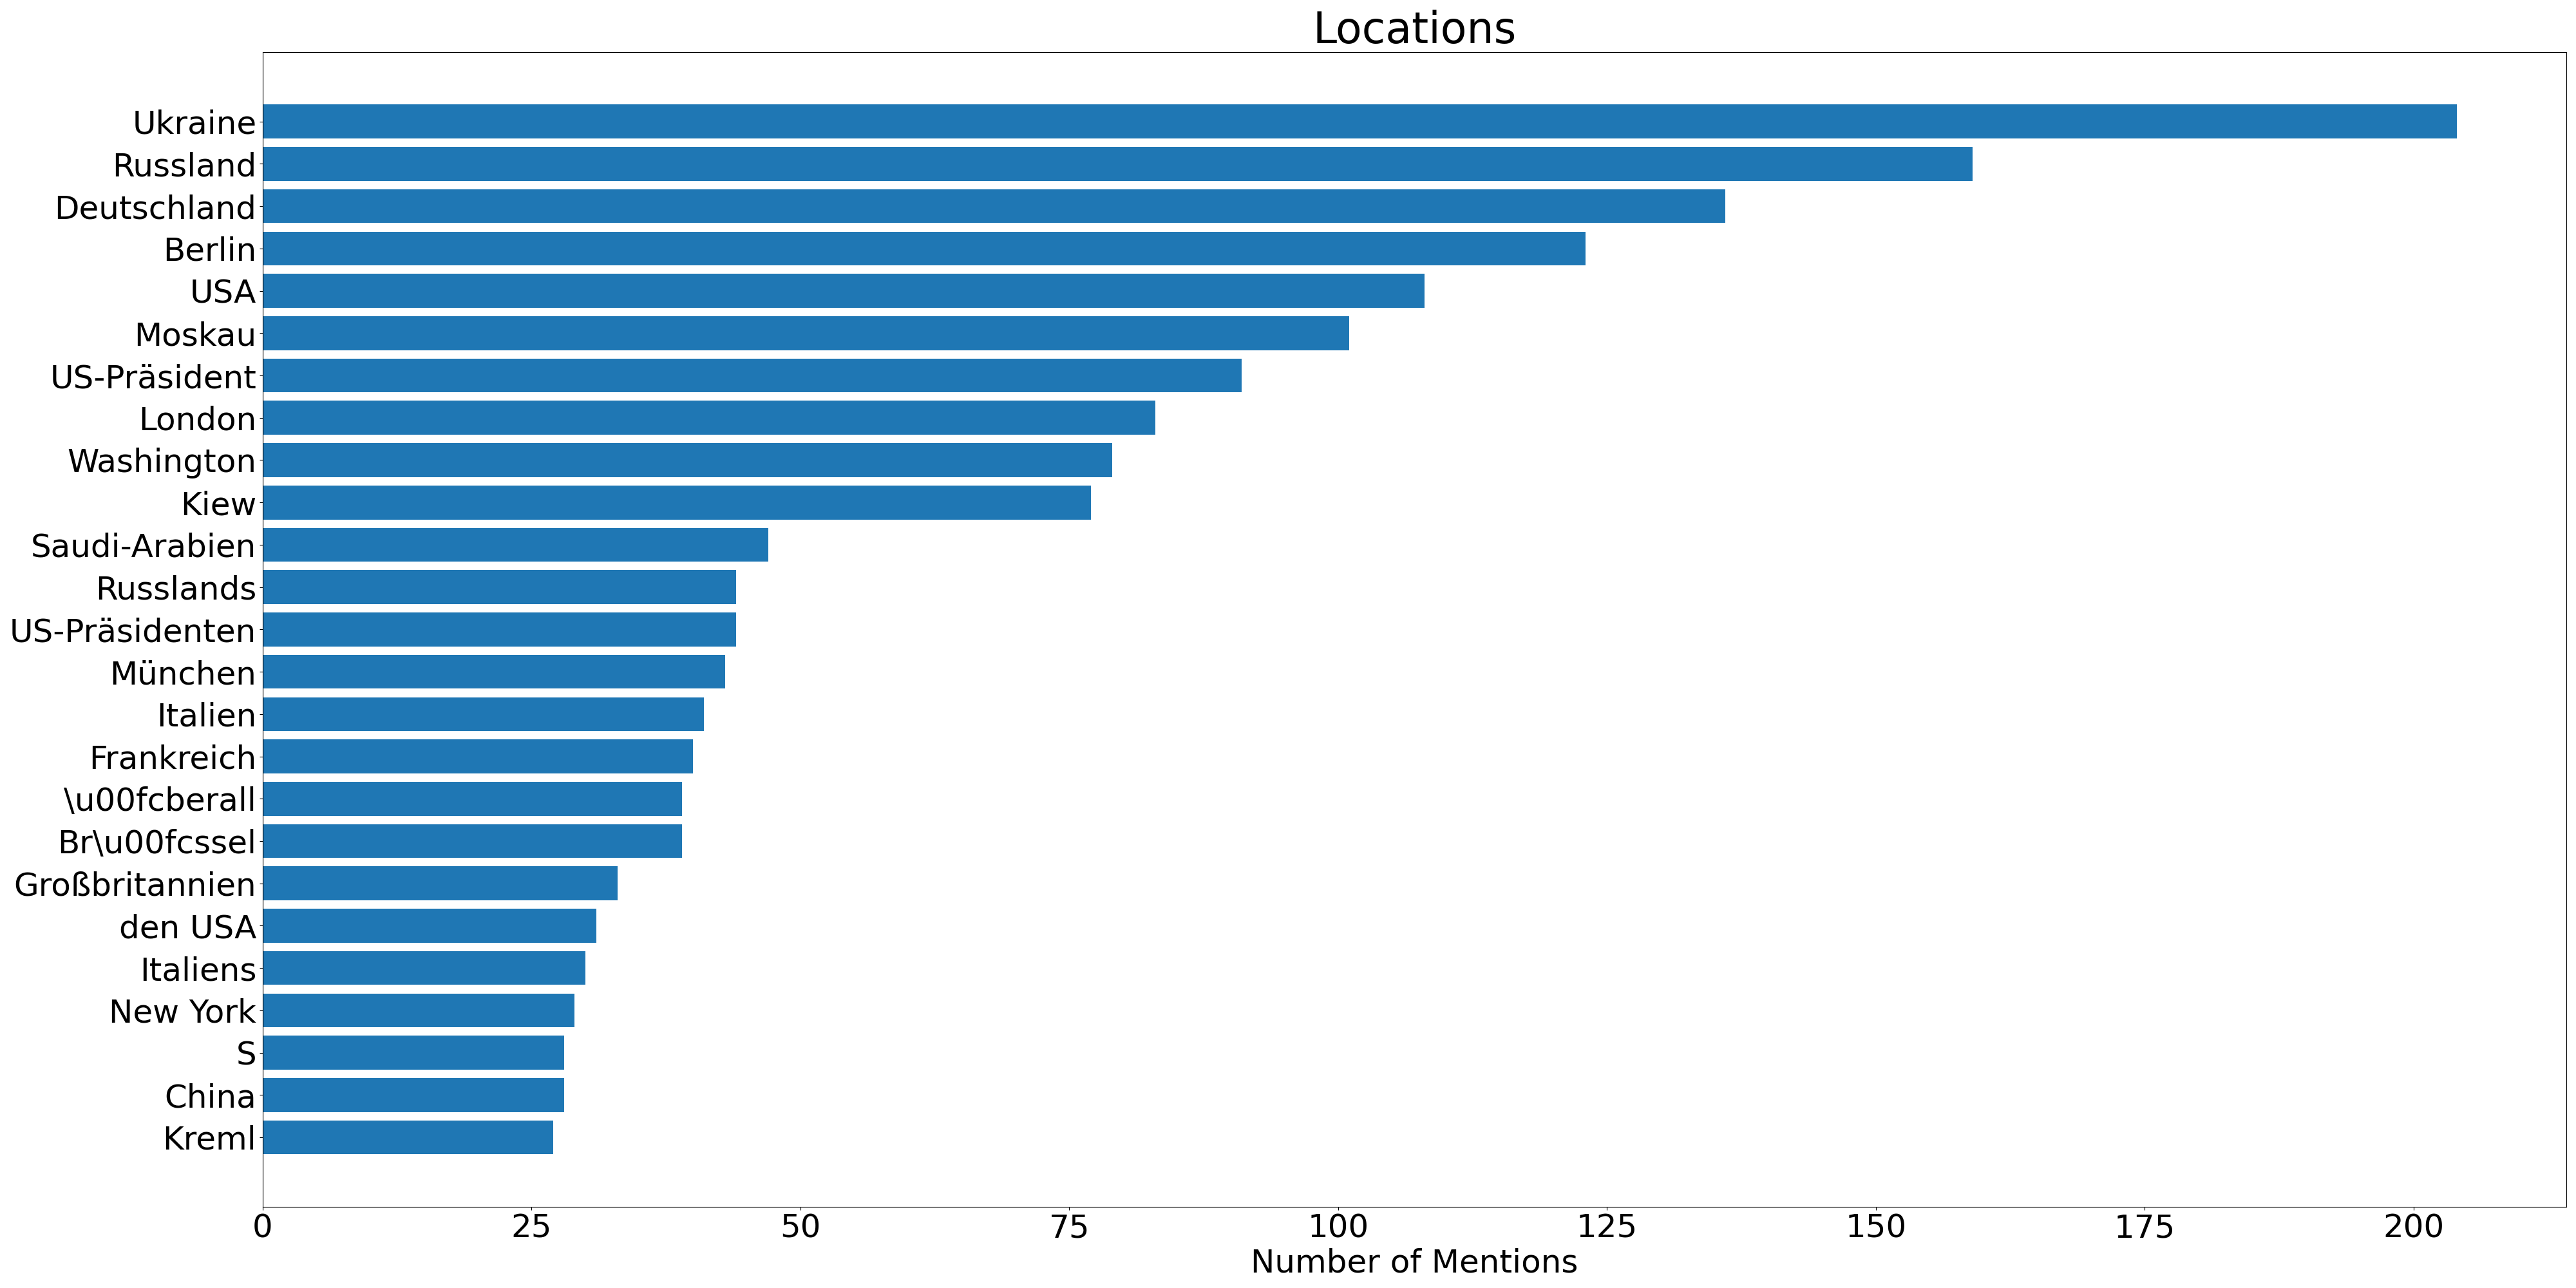 Locations
Ukraine
Russland
Deutschland
Berlin
USA
Moskau
US-Präsident
London
Washington
Kiew
Saudi-Arabien
Russlands
US-Präsidenten
München
Italien
Frankreich
\u00fcberall
Br\u00fcssel
Großbritannien
den USA
Italiens
New York
S
China
Kreml
0 25 50 75 100 125 150 175 200
Number of Mentions